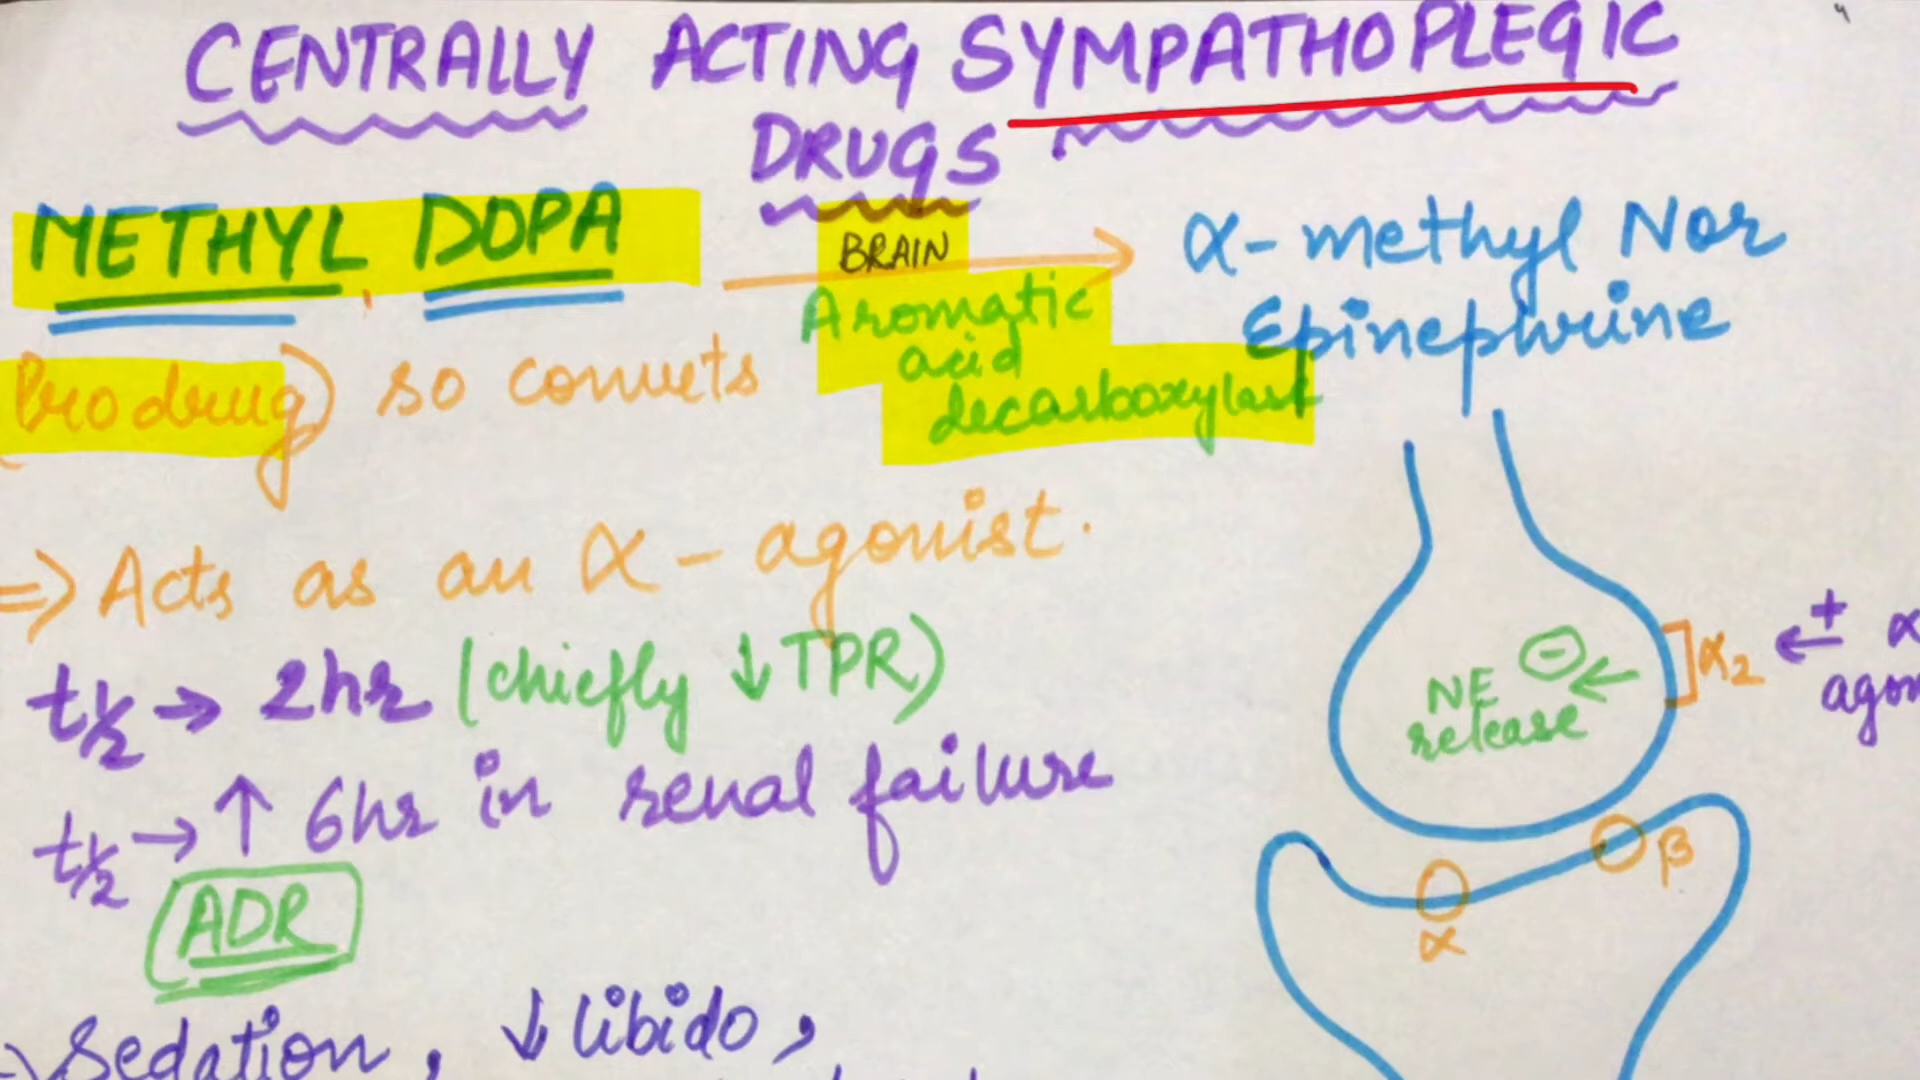 CENTRALLY ACTING SYMPATHOPLEGIC
DRUGS
METHYL DOPA
BRAIN
α-methyl Nor
Epinephrine
Aromatic
acid
decarboxylase
Prodrug) so converts
=> Acts as an α-agonist.
t½ → 2hr (chiefly ↓TPR)
t½ → ↑ 6hr in renal failure
ADR
→ Sedation, ↓ libido,
NE ⊖ ←
release
α2
← +
α
β